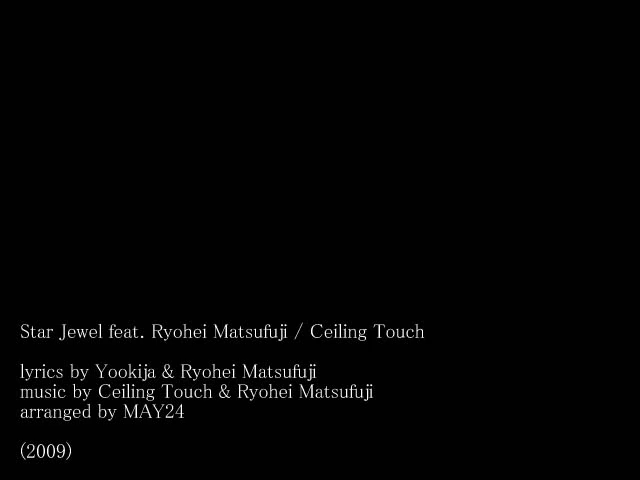 Star Jewel feat. Ryohei Matsufuji / Ceiling Touch
lyrics by Yookija & Ryohei Matsufuji
music by Ceiling Touch & Ryohei Matsufuji
arranged by MAY24
(2009)